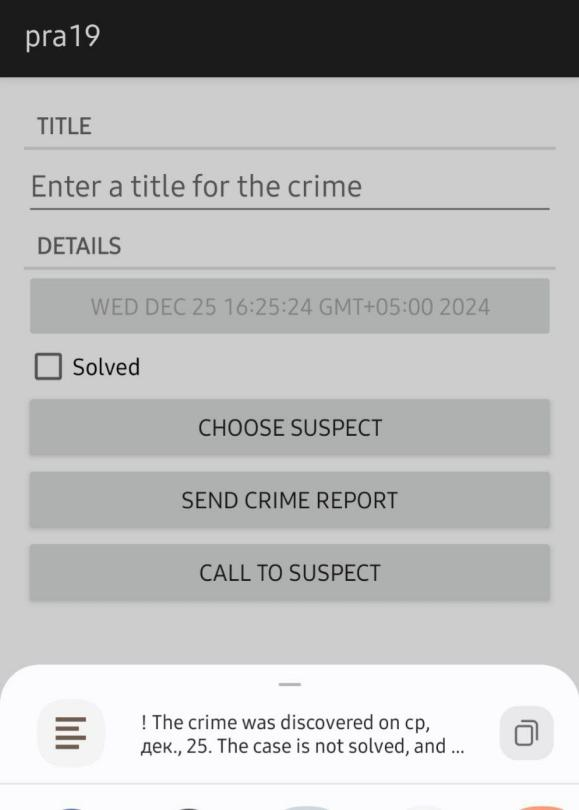 pra19
TITLE
Enter a title for the crime
DETAILS
WED DEC 25 16:25:24 GMT+05:00 2024
Solved
CHOOSE SUSPECT
SEND CRIME REPORT
CALL TO SUSPECT
! The crime was discovered on ср,
дек., 25. The case is not solved, and ...